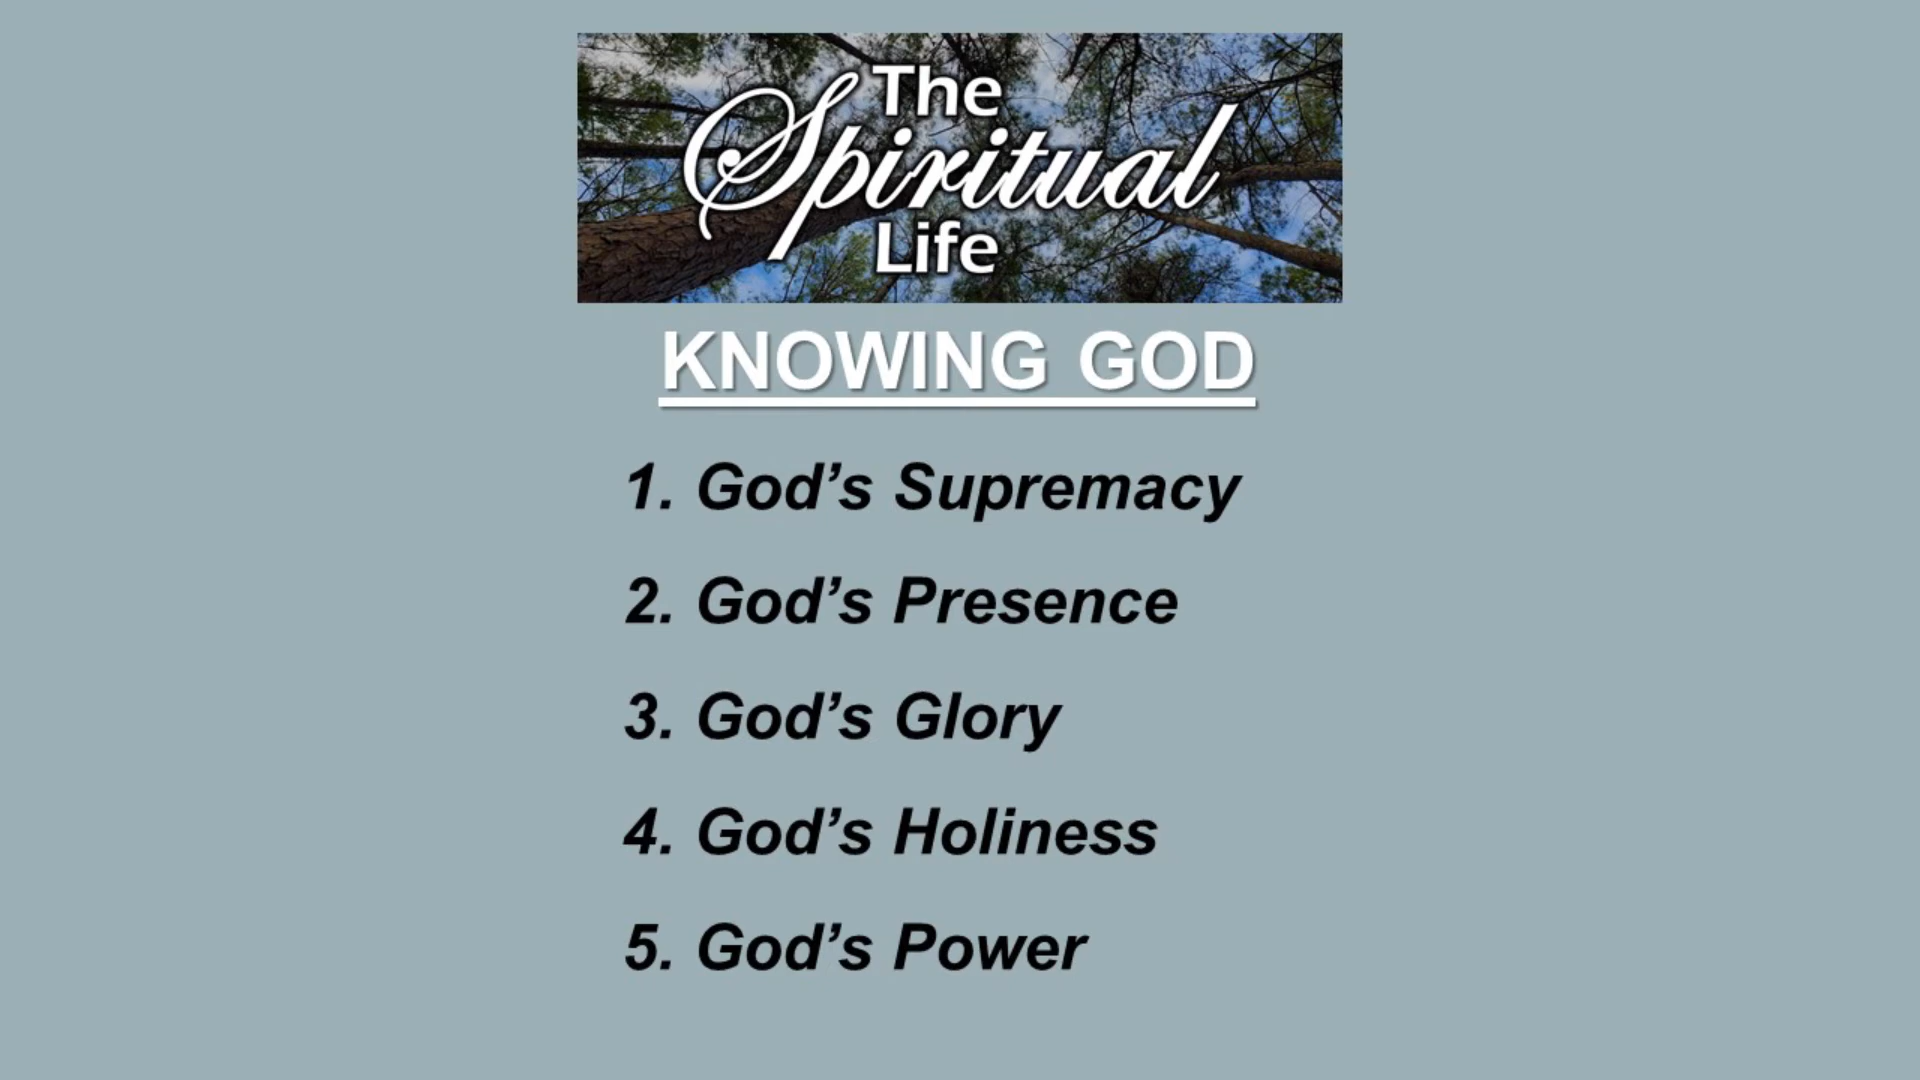 The
Spiritual
Life
KNOWING GOD
1. God’s Supremacy
2. God’s Presence
3. God’s Glory
4. God’s Holiness
5. God’s Power